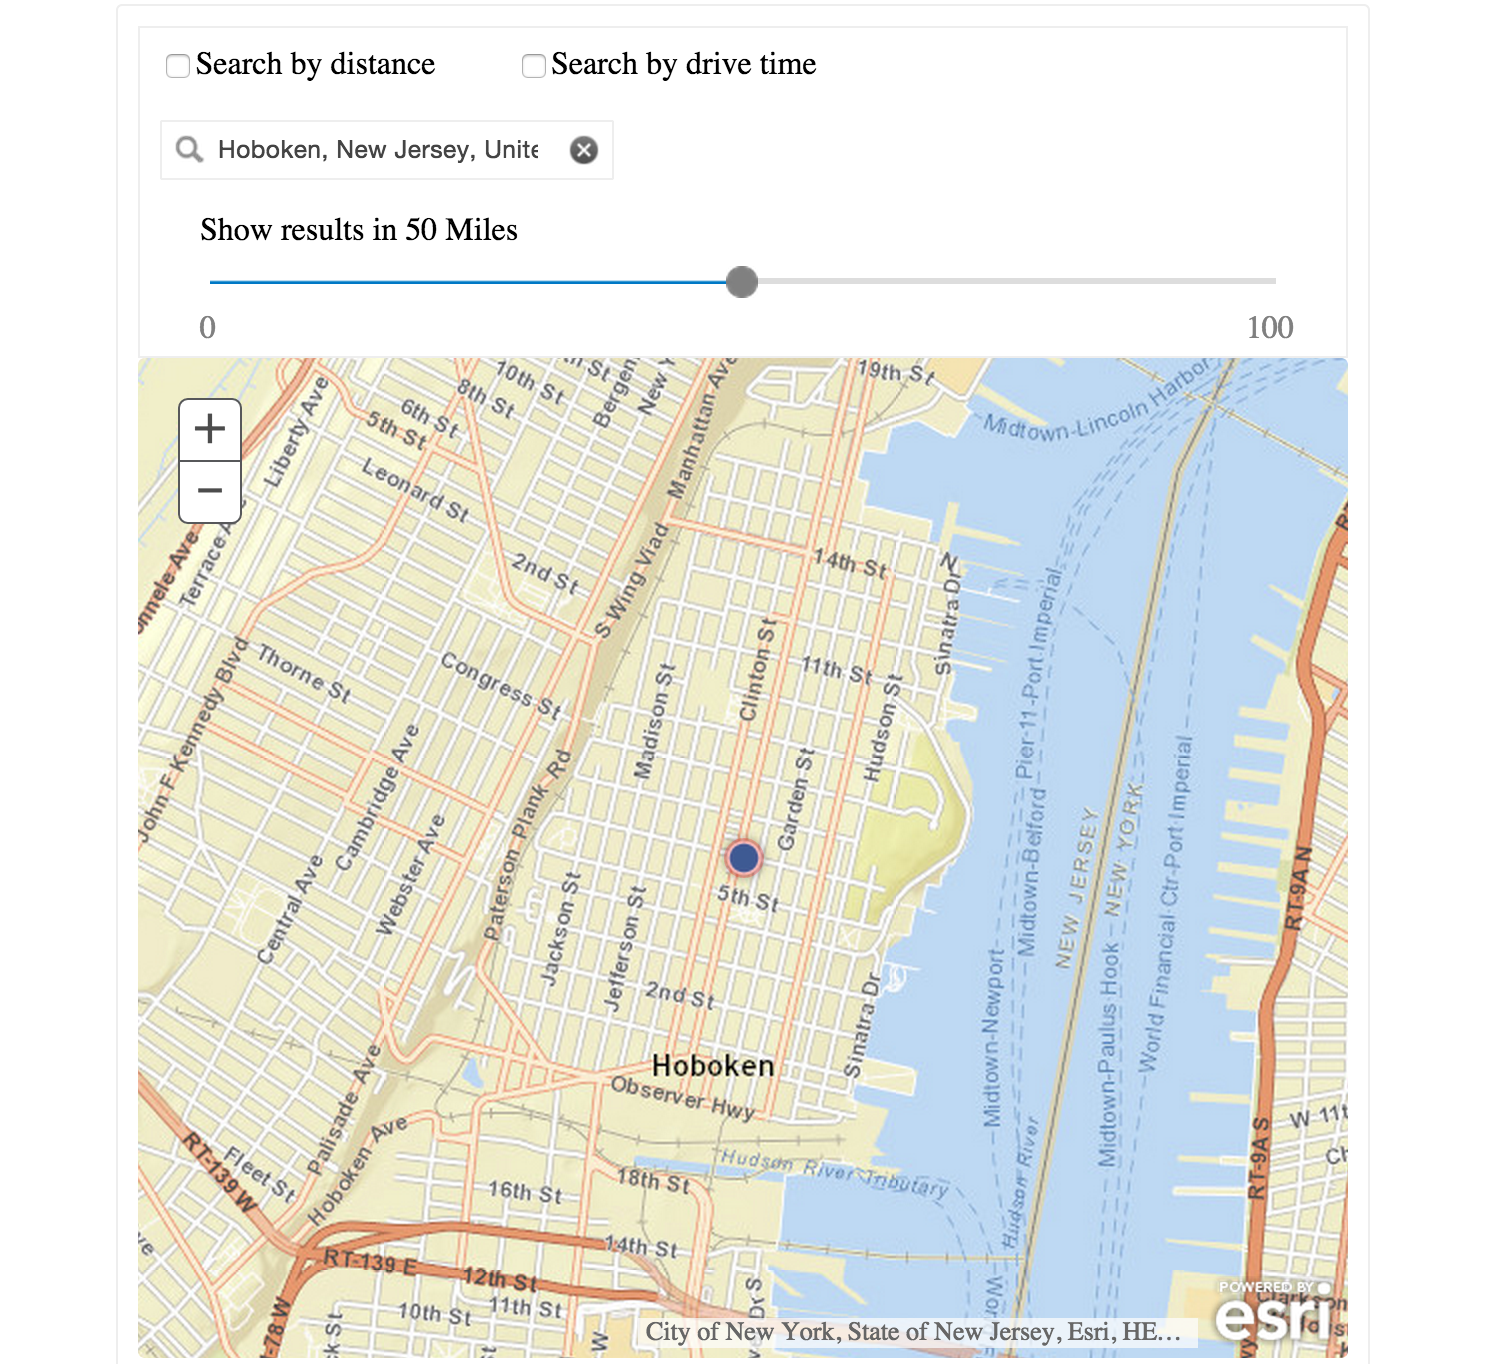 Search by distance
Search by drive time
Hoboken, New Jersey, Unite
Show results in 50 Miles
0
100
19th St
10th St
8th St
6th St
5th St
Liberty Ave
Leonard St
Manhattan Ave
Bergen
New Y
Midtown-Lincoln Harbor
+
−
Terrace A
onnele Ave
2nd St
S Wing Viad
14th St
N
Sinatra Dr
Thorne St
Congress St
Clinton St
11th St
Madison St
Hudson St
Garden St
John F Kennedy Blvd
Cambridge Ave
Webster Ave
Central Ave
Paterson Plank Rd
Pier-11-Port Imperial
Midtown-Belford
NEW JERSEY
NEW YORK
World Financial Ctr-Port Imperial
Midtown-Paulus Hook
Midtown-Newport
RT-9A N
5th St
Jackson St
Jefferson St
2nd St
Sinatra Dr
Hoboken
Observer Hwy
Palisade Ave
Hoboken Ave
Fleet St
RT-139 W
Hudson River Tributary
Hudson River
RT-9A S
W 11t
Ch
16th St
18th St
14th St
RT-139 E
12th St
10th St
11th St
-78 W
Dr S
POWERED BY
esri
City of New York, State of New Jersey, Esri, HE...